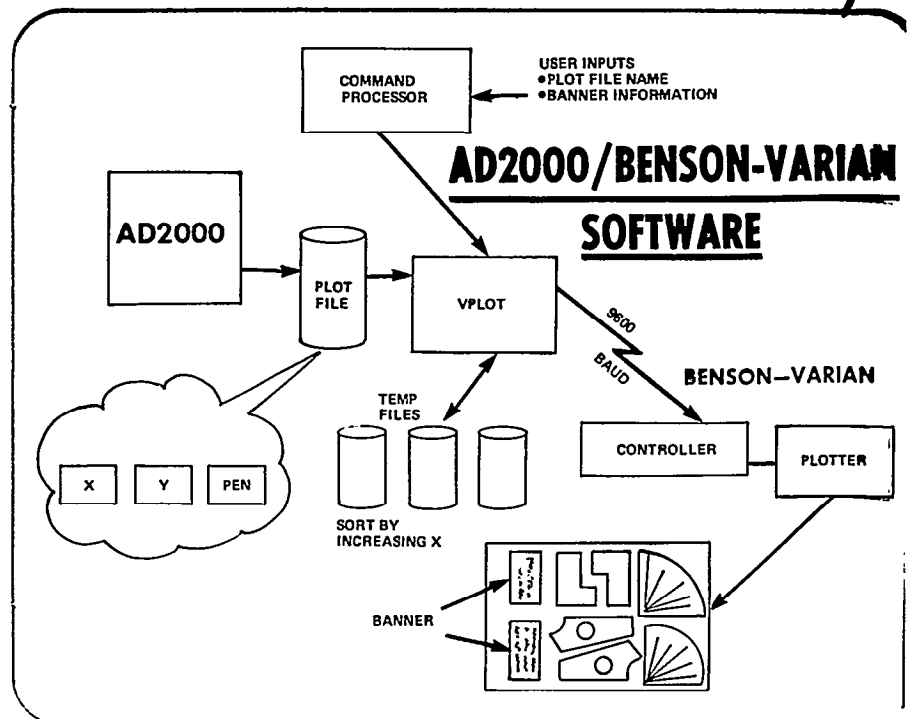 COMMAND
PROCESSOR
USER INPUTS
•PLOT FILE NAME
•BANNER INFORMATION
AD2000/BENSON-VARIAN
SOFTWARE
AD2000
PLOT
FILE
VPLOT
9600
BAUD
BENSON–VARIAN
TEMP
FILES
CONTROLLER
PLOTTER
X
Y
PEN
SORT BY
INCREASING X
BANNER